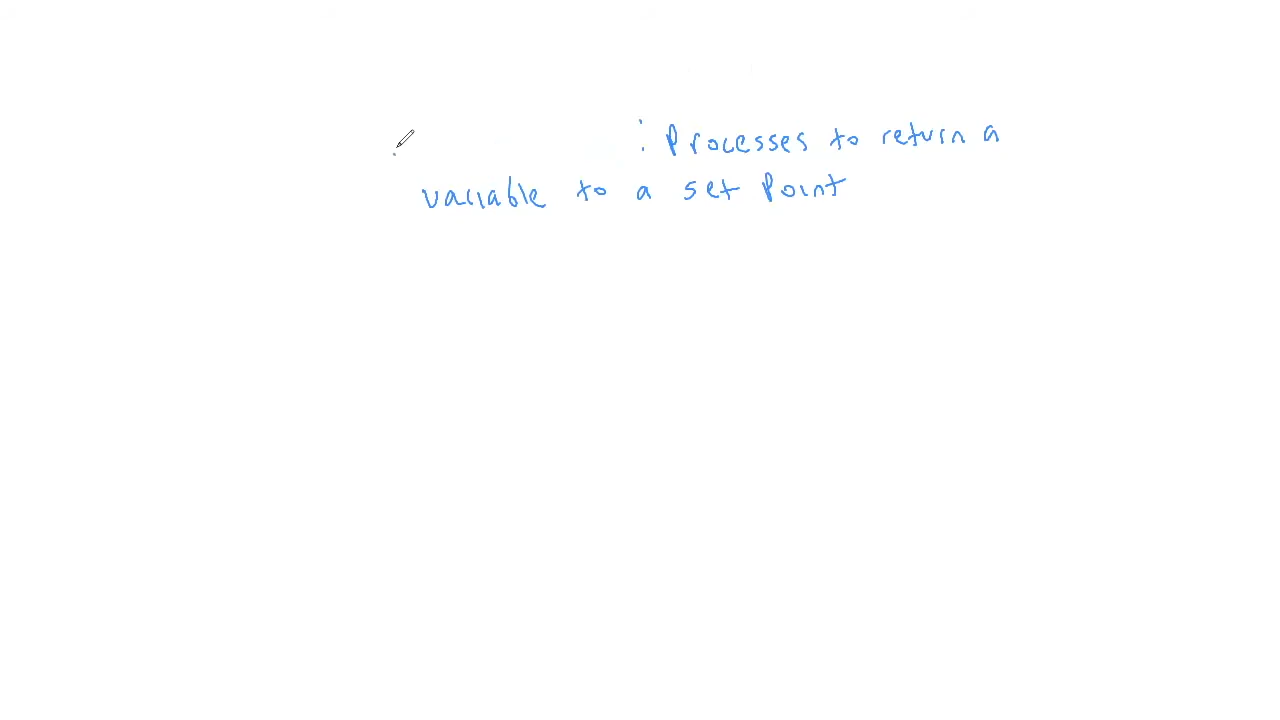 : Processes to return a
variable to a set Point